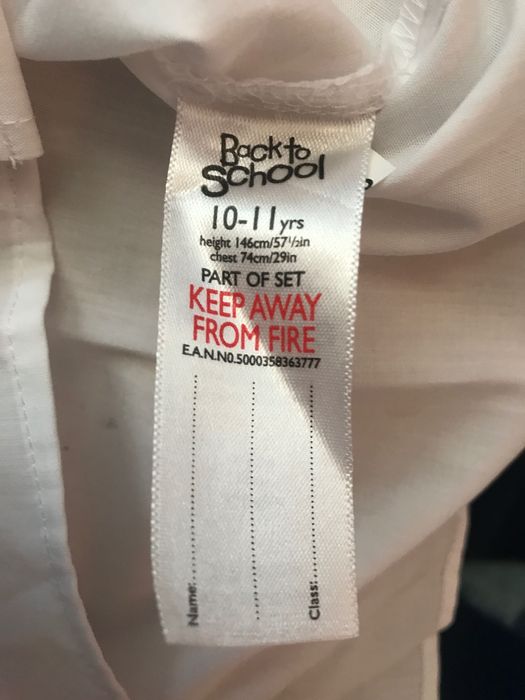 Back to
School
10-11yrs
height 146cm/57½in
chest 74cm/29in
PART OF SET
KEEP AWAY
FROM FIRE
E.A.N.NO.5000358363777
Name:................................
................................
Class:................................